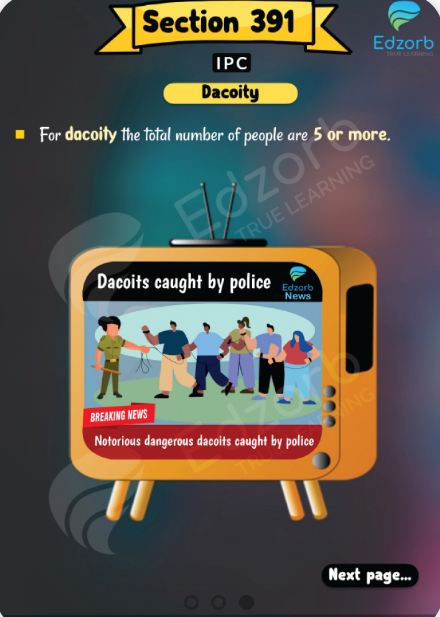 Section 391
Edzorb
TRUE LEARNING
IPC
Dacoity
For dacoity the total number of people are 5 or more.
Edzorb
TRUE LEARNING
Dacoits caught by police
Edzorb
News
BREAKING NEWS
Notorious dangerous dacoits caught by police
Edzorb
TRUE LEARNING
Next page...